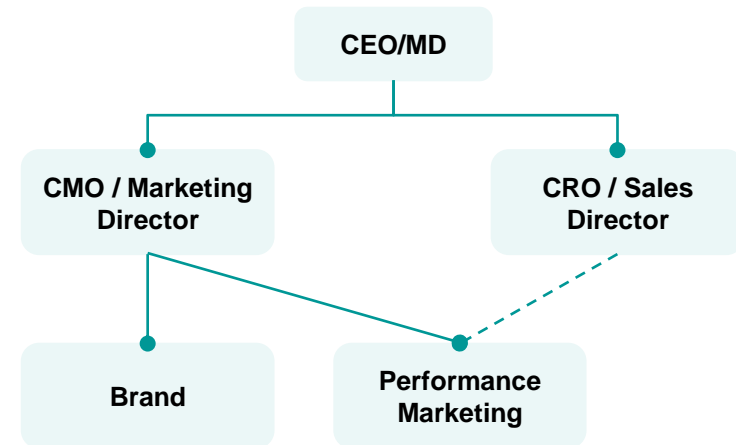 CEO/MD
CMO / Marketing
Director
CRO / Sales
Director
Brand
Performance
Marketing